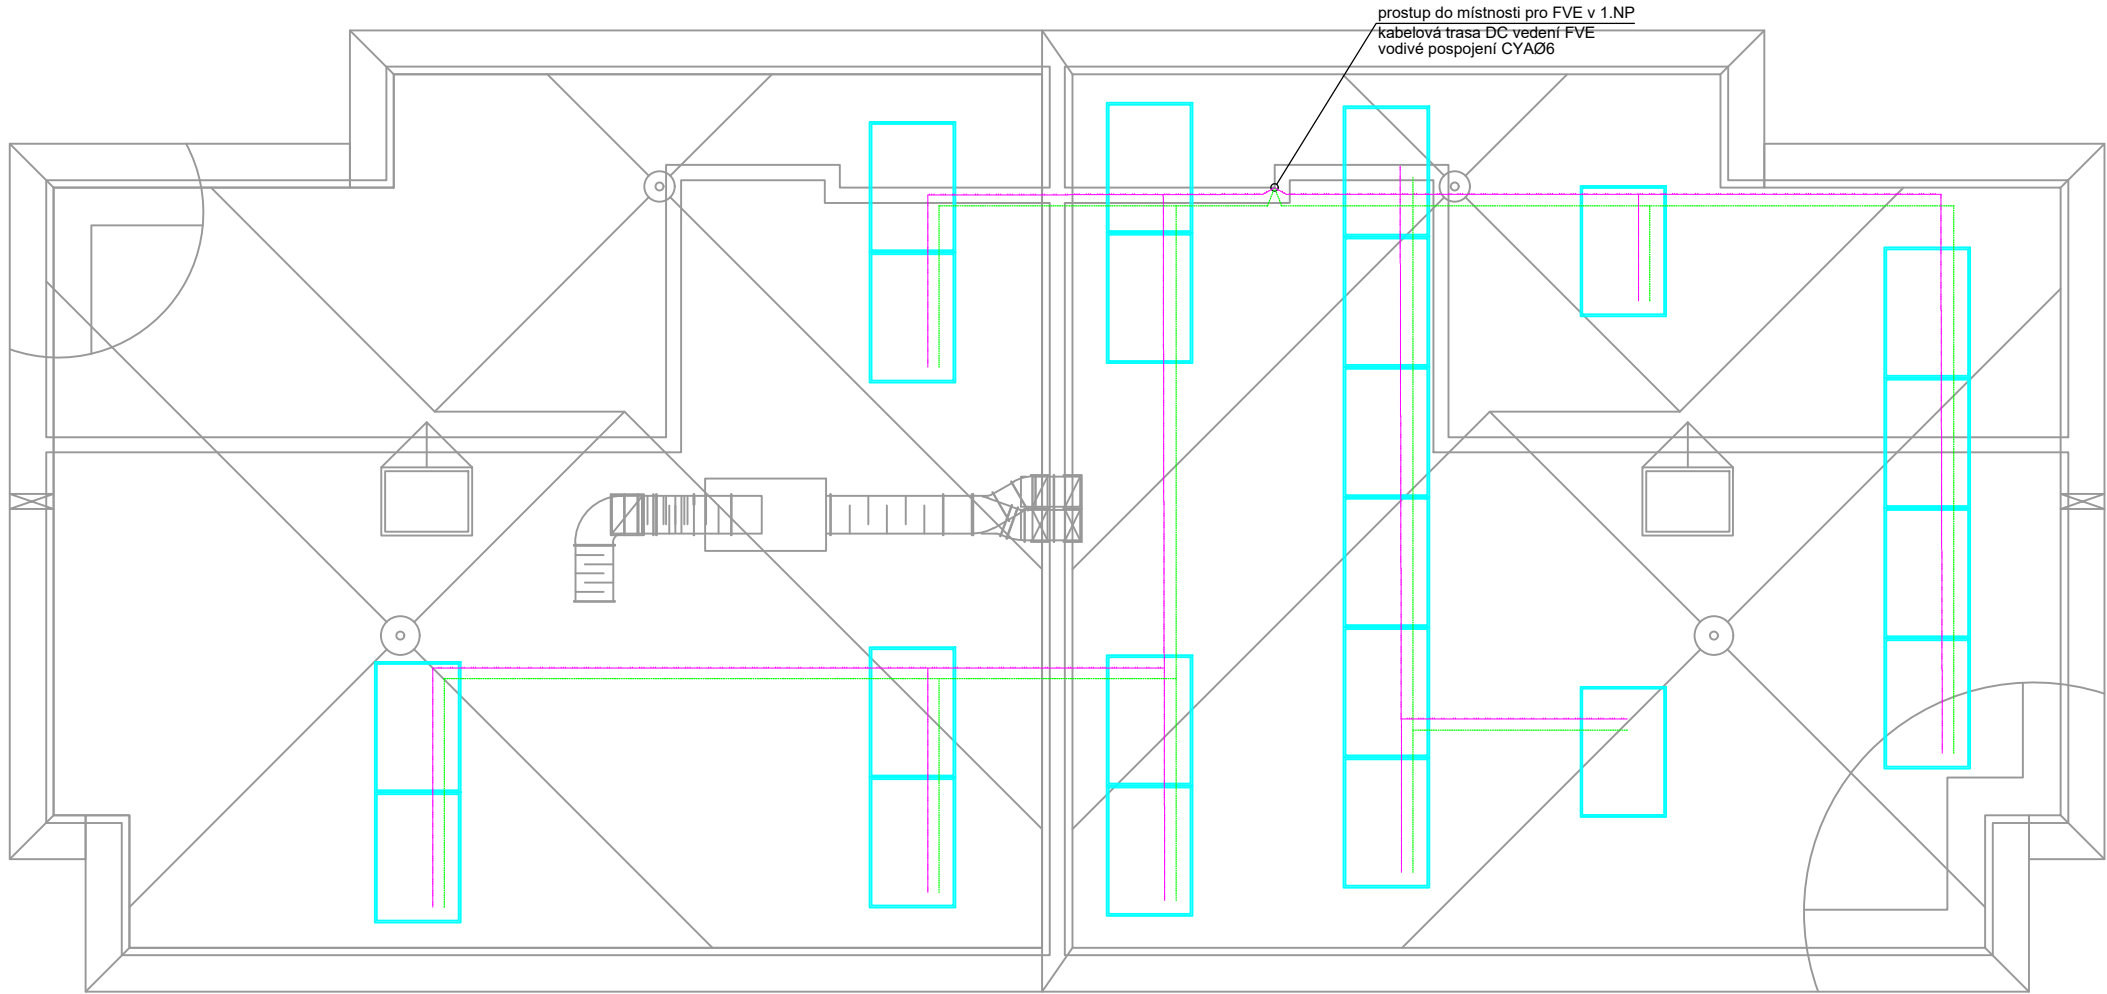 prostup do místnosti pro FVE v 1.NP
kabelová trasa DC vedení FVE
vodivé pospojení CYAØ6